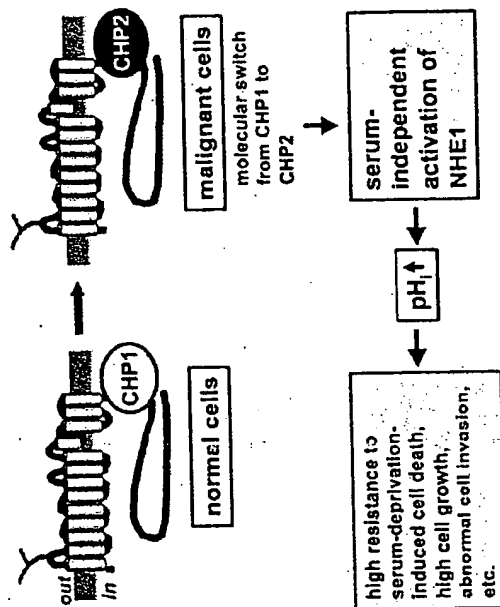 out
in
CHP1
normal cells
CHP2
malignant cells
molecular switch
from CHP1 to
CHP2
serum-
independent
activation of
NHE1
pHi↑
high resistance to
serum-deprivation-
induced cell death,
high cell growth,
abnormal cell invasion,
etc.